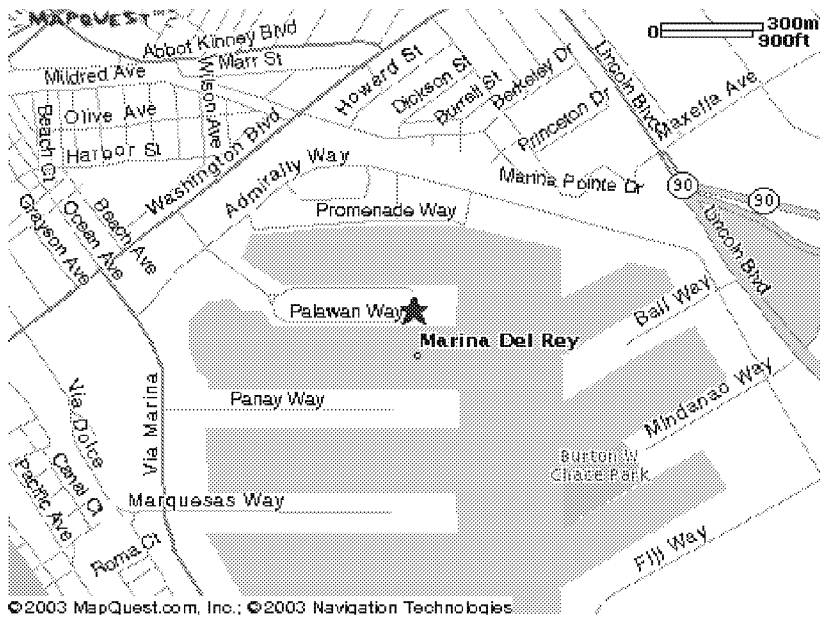 MAPQUEST
0 300m
900ft
Abbot Kinney Blvd
Marr St
Mildred Ave
Wilson Ave
Howard St
Dickson St
Burrell St
Berkeley Dr
Princeton Dr
Lincoln Blvd
Maxella Ave
Olive Ave
Beach Ct
Harbor St
Washington Blvd
Admiralty Way
Marina Pointe Dr
90
90
Grayson Ave
Ocean Ave
Beach Ave
Promenade Way
Lincoln Blvd
Palawan Way
Bali Way
Marina Del Rey
Via Dolce
Via Marina
Panay Way
Mindanao Way
Burton W
Chace Park
Pacific Ave
Canal Ct
Marquesas Way
Roma Ct
Fiji Way
©2003 MapQuest.com, Inc.; ©2003 Navigation Technologies